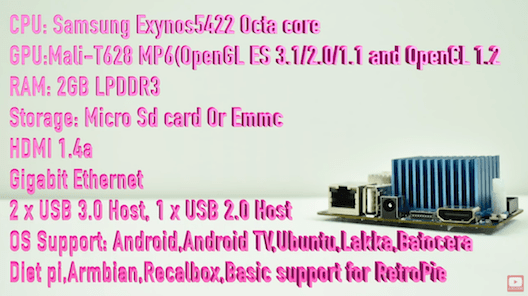 CPU: Samsung Exynos5422 Octa core
GPU:Mali-T628 MP6(OpenGL ES 3.1/2.0/1.1 and OpenCL 1.2
RAM: 2GB LPDDR3
Storage: Micro Sd card Or Emmc
HDMI 1.4a
Gigabit Ethernet
2 x USB 3.0 Host, 1 x USB 2.0 Host
OS Support: Android,Android TV,Ubuntu,Lakka,Batocera
Diet pi,Armbian,Recalbox,Basic support for RetroPie